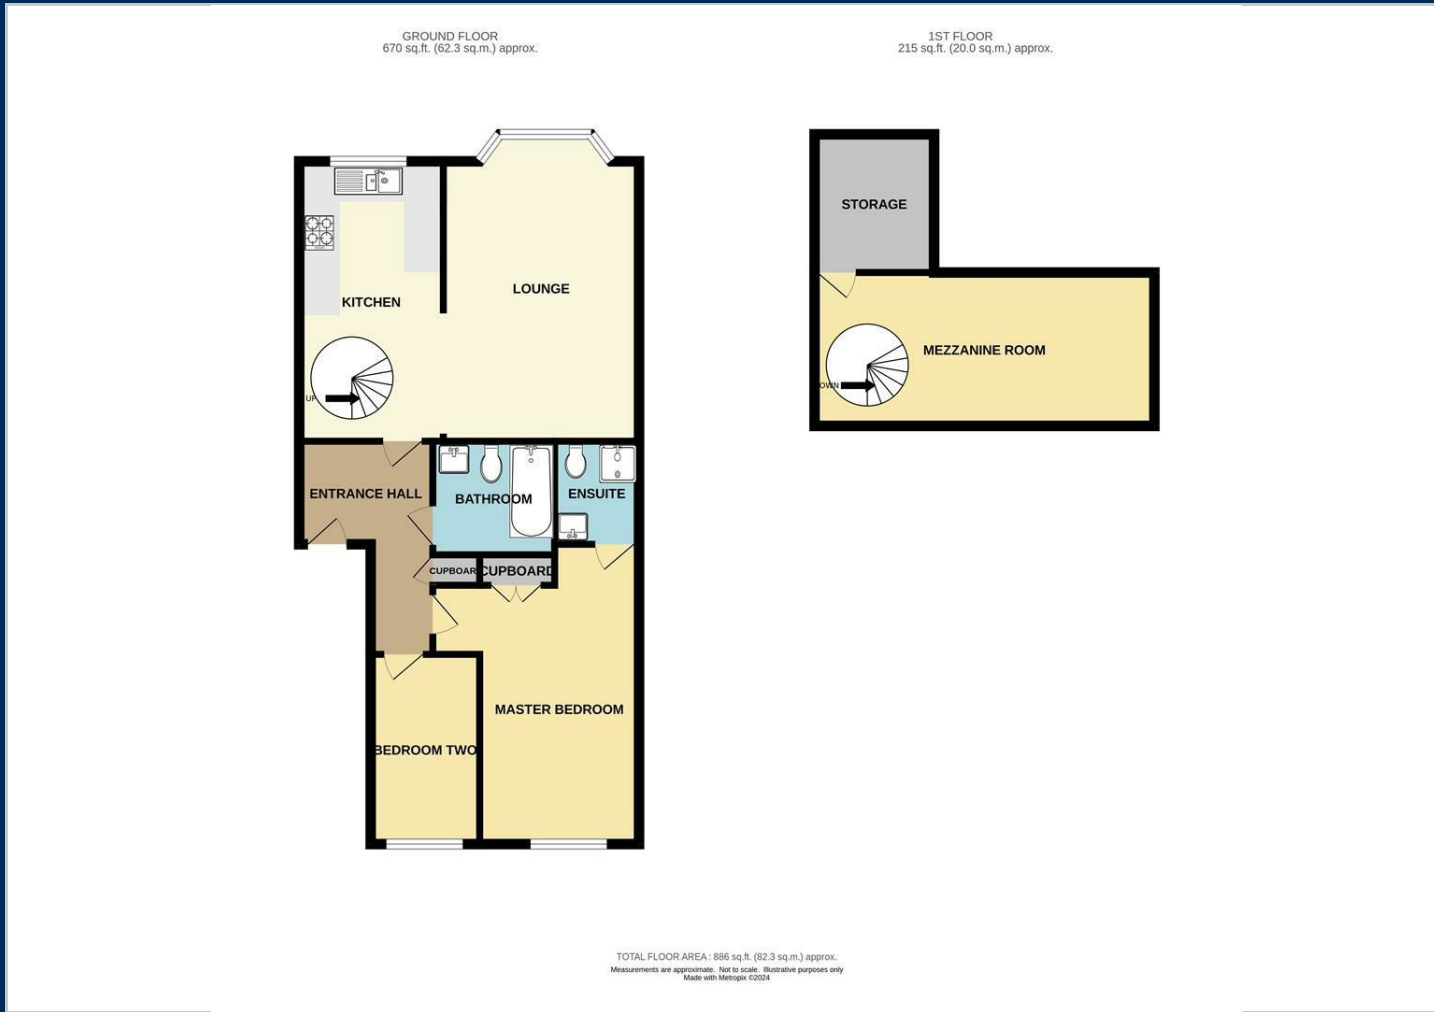 GROUND FLOOR
670 sq.ft. (62.3 sq.m.) approx.
1ST FLOOR
215 sq.ft. (20.0 sq.m.) approx.
STORAGE
LOUNGE
KITCHEN
MEZZANINE ROOM
OWN
UP
ENTRANCE HALL
BATHROOM
ENSUITE
CUPBOAR
CUPBOARD
MASTER BEDROOM
BEDROOM TWO
TOTAL FLOOR AREA : 886 sq.ft. (82.3 sq.m.) approx.
Measurements are approximate. Not to scale. Illustrative purposes only
Made with Metropix ©2024